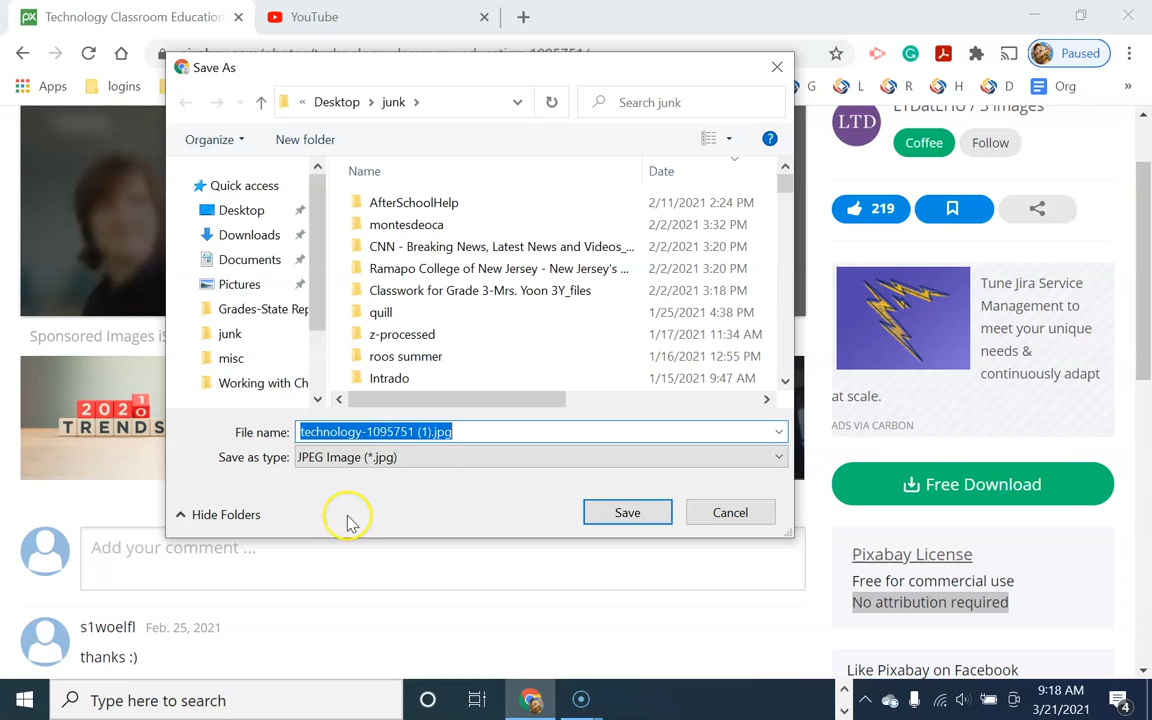 Technology Classroom Education
YouTube
Paused
Apps
logins
G
L
R
H
D
Org
»
Save As
« Desktop > junk >
Search junk
Organize
New folder
Name
Date
Quick access
Desktop
Downloads
Documents
Pictures
Grades-State Rep
junk
misc
Working with Ch
AfterSchoolHelp 2/11/2021 2:24 PM
montesdeoca 2/2/2021 3:32 PM
CNN - Breaking News, Latest News and Videos_... 2/2/2021 3:20 PM
Ramapo College of New Jersey - New Jersey's ... 2/2/2021 3:20 PM
Classwork for Grade 3-Mrs. Yoon 3Y_files 2/2/2021 3:18 PM
quill 1/25/2021 4:38 PM
z-processed 1/17/2021 11:34 AM
roos summer 1/16/2021 12:55 PM
Intrado 1/15/2021 9:47 AM
File name: technology-1095751 (1).jpg
Save as type: JPEG Image (*.jpg)
Hide Folders
Save
Cancel
Sponsored Images iS
TRENDS
Add your comment ...
s1woelfl Feb. 25, 2021
thanks :)
LTD
LTDatEHU / 5 images
Coffee
Follow
219
Tune Jira Service
Management to
meet your unique
needs &
continuously adapt
at scale.
ADS VIA CARBON
Free Download
Pixabay License
Free for commercial use
No attribution required
Like Pixabay on Facebook
Type here to search
9:18 AM
3/21/2021
4